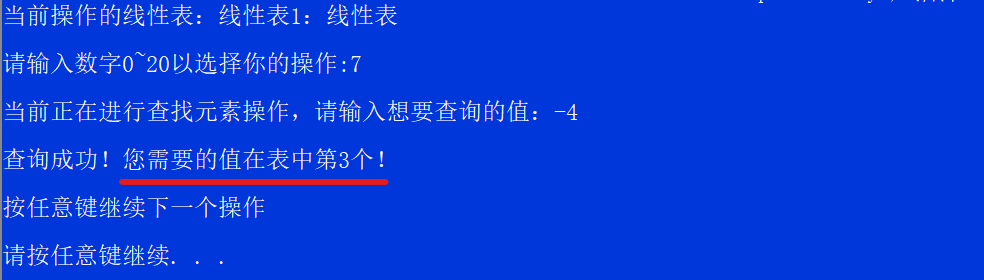 当前操作的线性表：线性表1：线性表
请输入数字0~20以选择你的操作:7
当前正在进行查找元素操作，请输入想要查询的值：-4
查询成功！您需要的值在表中第3个！
按任意键继续下一个操作
请按任意键继续. . .